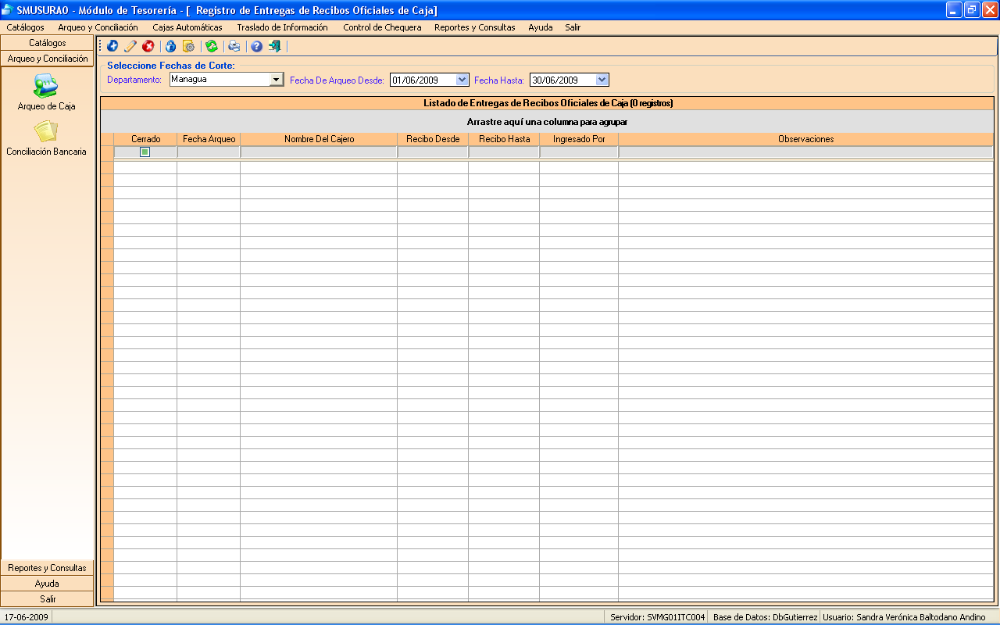 SMUSURA0 - Módulo de Tesorería - [ Registro de Entregas de Recibos Oficiales de Caja]
Catálogos Arqueo y Conciliación Cajas Automáticas Traslado de Información Control de Chequera Reportes y Consultas Ayuda Salir
Catálogos
Arqueo y Conciliación
Arqueo de Caja
Conciliación Bancaria
Reportes y Consultas
Ayuda
Salir
Seleccione Fechas de Corte:
Departamento: Managua Fecha De Arqueo Desde: 01/06/2009 Fecha Hasta: 30/06/2009
Listado de Entregas de Recibos Oficiales de Caja (0 registros)
Arrastre aquí una columna para agrupar
Cerrado Fecha Arqueo Nombre Del Cajero Recibo Desde Recibo Hasta Ingresado Por Observaciones
17-06-2009 Servidor: SVMG01ITC004 Base de Datos: DbGutierrez Usuario: Sandra Verónica Baltodano Andino